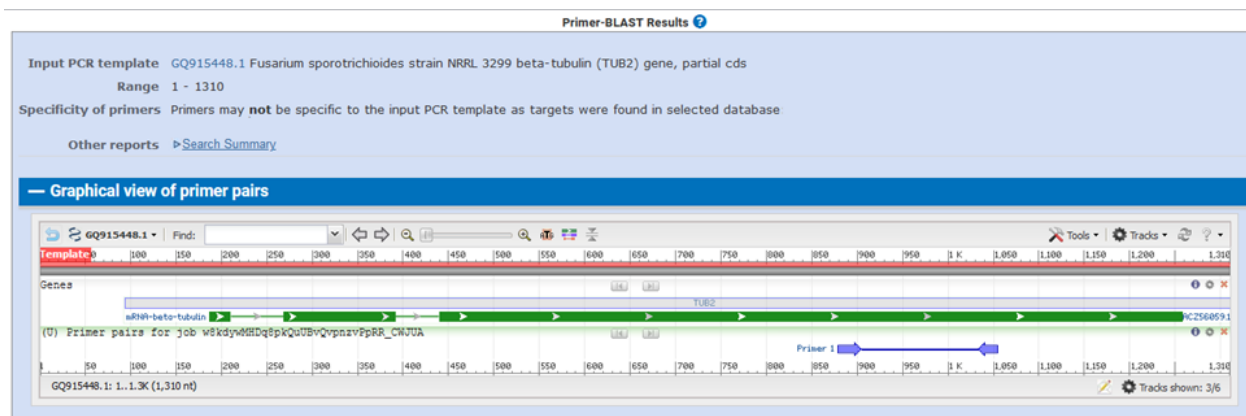 Primer-BLAST Results ?
Input PCR template GQ915448.1 Fusarium sporotrichioides strain NRRL 3299 beta-tubulin (TUB2) gene, partial cds
Range 1 - 1310
Specificity of primers Primers may not be specific to the input PCR template as targets were found in selected database
Other reports Search Summary
Graphical view of primer pairs
GQ915448.1 Find: Tools Tracks ?
Template 100 150 200 250 300 350 400 450 500 550 600 650 700 750 800 850 900 950 1 K 1,050 1,100 1,150 1,200 1,310
Genes
TUB2
mRNA-beta-tubulin ACZ56059.1
(U) Primer pairs for job
Primer 1
50 100 150 200 250 300 350 400 450 500 550 600 650 700 750 800 850 900 950 1 K 1,050 1,100 1,150 1,200 1,310
GQ915448.1: 1..1.3K (1,310 nt) Tracks shown: 3/6